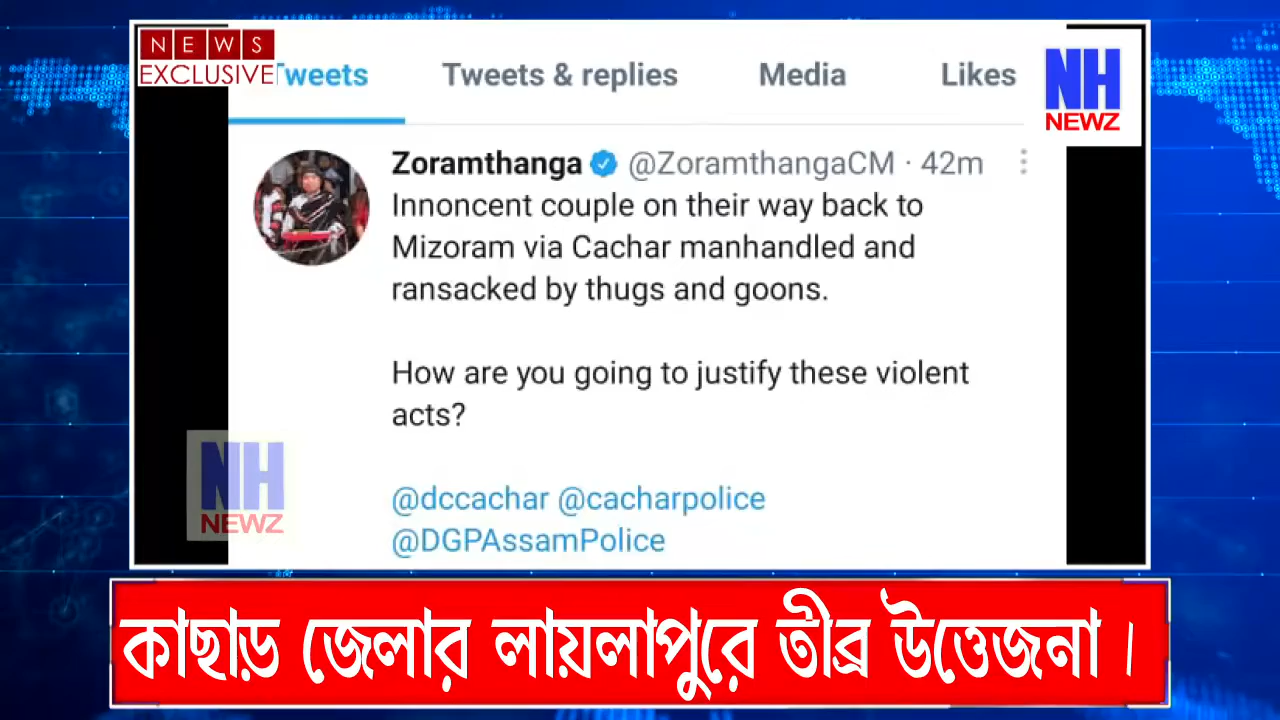 NEWS
EXCLUSIVE
Tweets
Tweets & replies
Media
Likes
NH
NEWZ
Zoramthanga @ZoramthangaCM · 42m
Innoncent couple on their way back to
Mizoram via Cachar manhandled and
ransacked by thugs and goons.
How are you going to justify these violent
acts?
@dccachar @cacharpolice
@DGPAssamPolice
NH
NEWZ
কাছাড় জেলার লায়লাপুরে তীব্র উত্তেজনা।